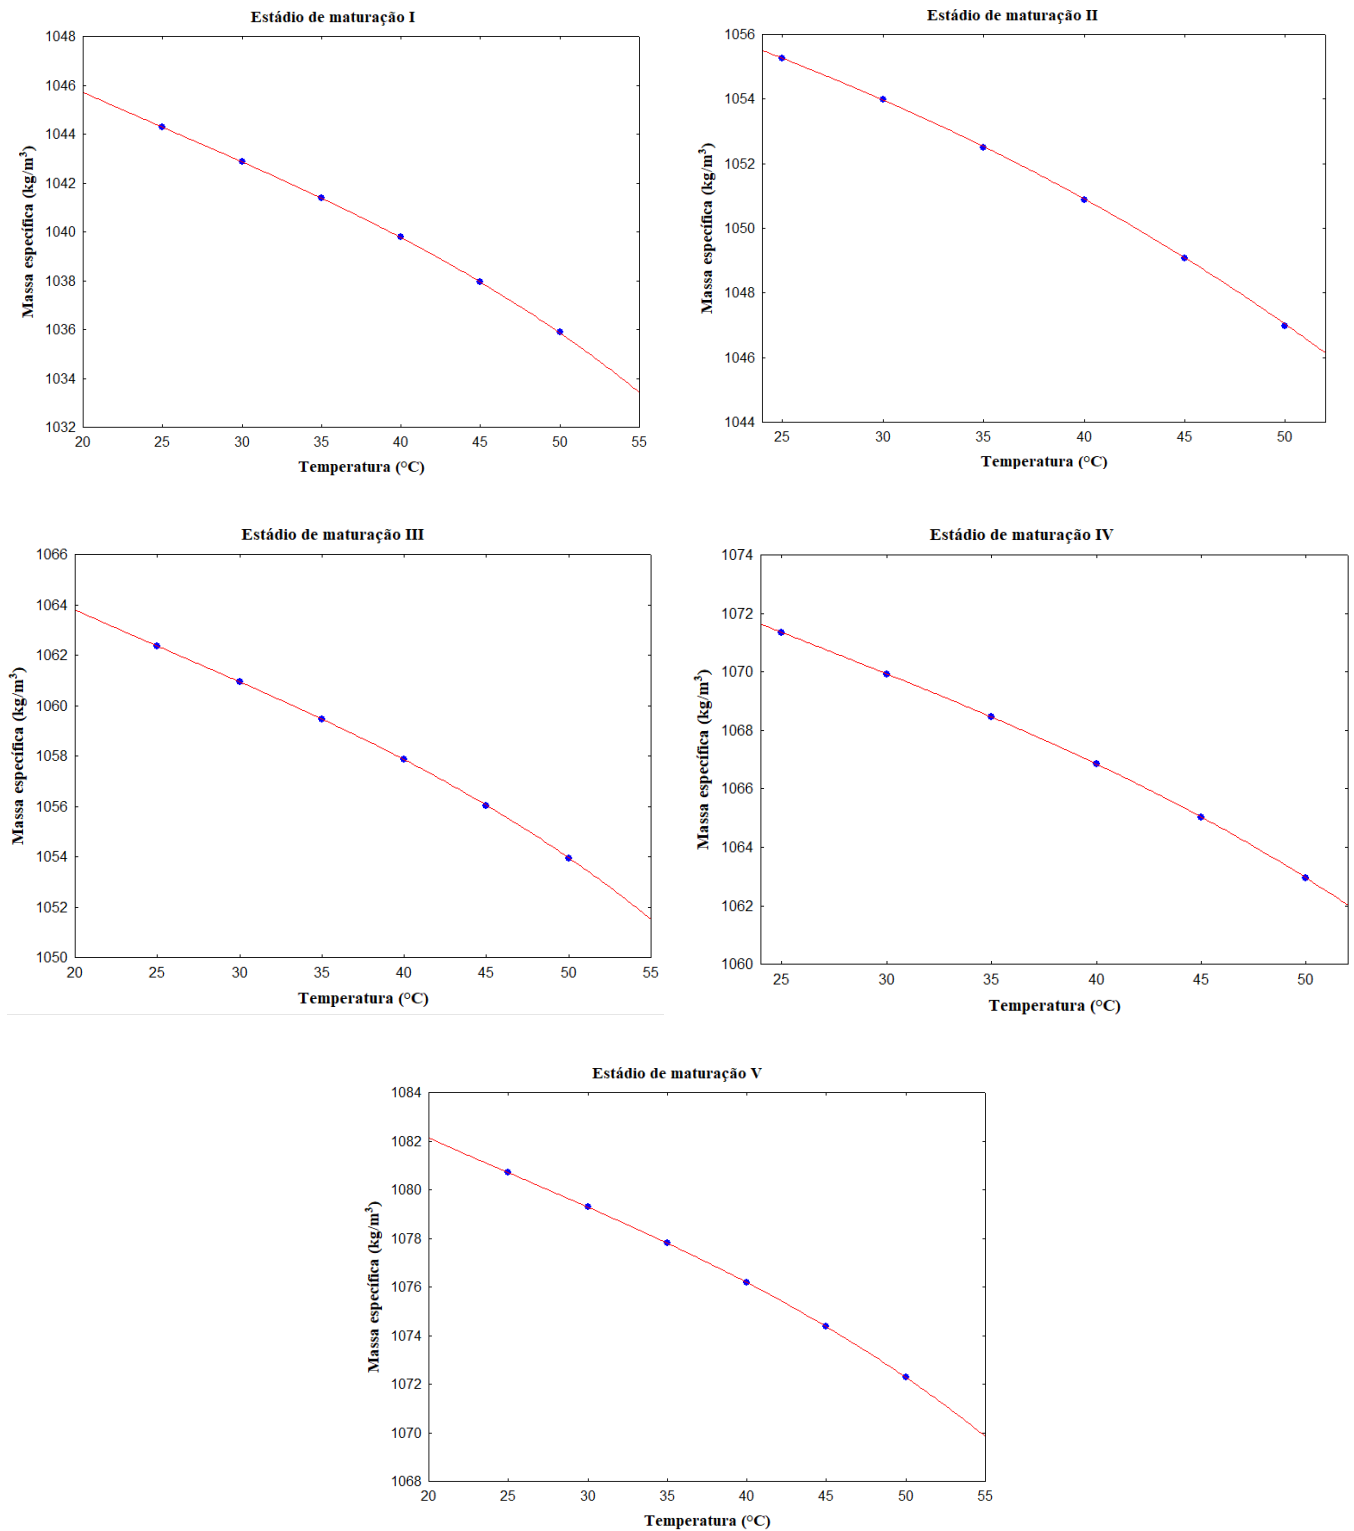 Estádio de maturação I
1048
1046
1044
1042
1040
1038
1036
1034
1032
20 25 30 35 40 45 50 55
Massa específica (kg/m³)
Temperatura (°C)
Estádio de maturação II
1056
1054
1052
1050
1048
1046
1044
25 30 35 40 45 50
Massa específica (kg/m³)
Temperatura (°C)
Estádio de maturação III
1066
1064
1062
1060
1058
1056
1054
1052
1050
20 25 30 35 40 45 50 55
Massa específica (kg/m³)
Temperatura (°C)
Estádio de maturação IV
1074
1072
1070
1068
1066
1064
1062
1060
25 30 35 40 45 50
Massa específica (kg/m³)
Temperatura (°C)
Estádio de maturação V
1084
1082
1080
1078
1076
1074
1072
1070
1068
20 25 30 35 40 45 50 55
Massa específica (kg/m³)
Temperatura (°C)